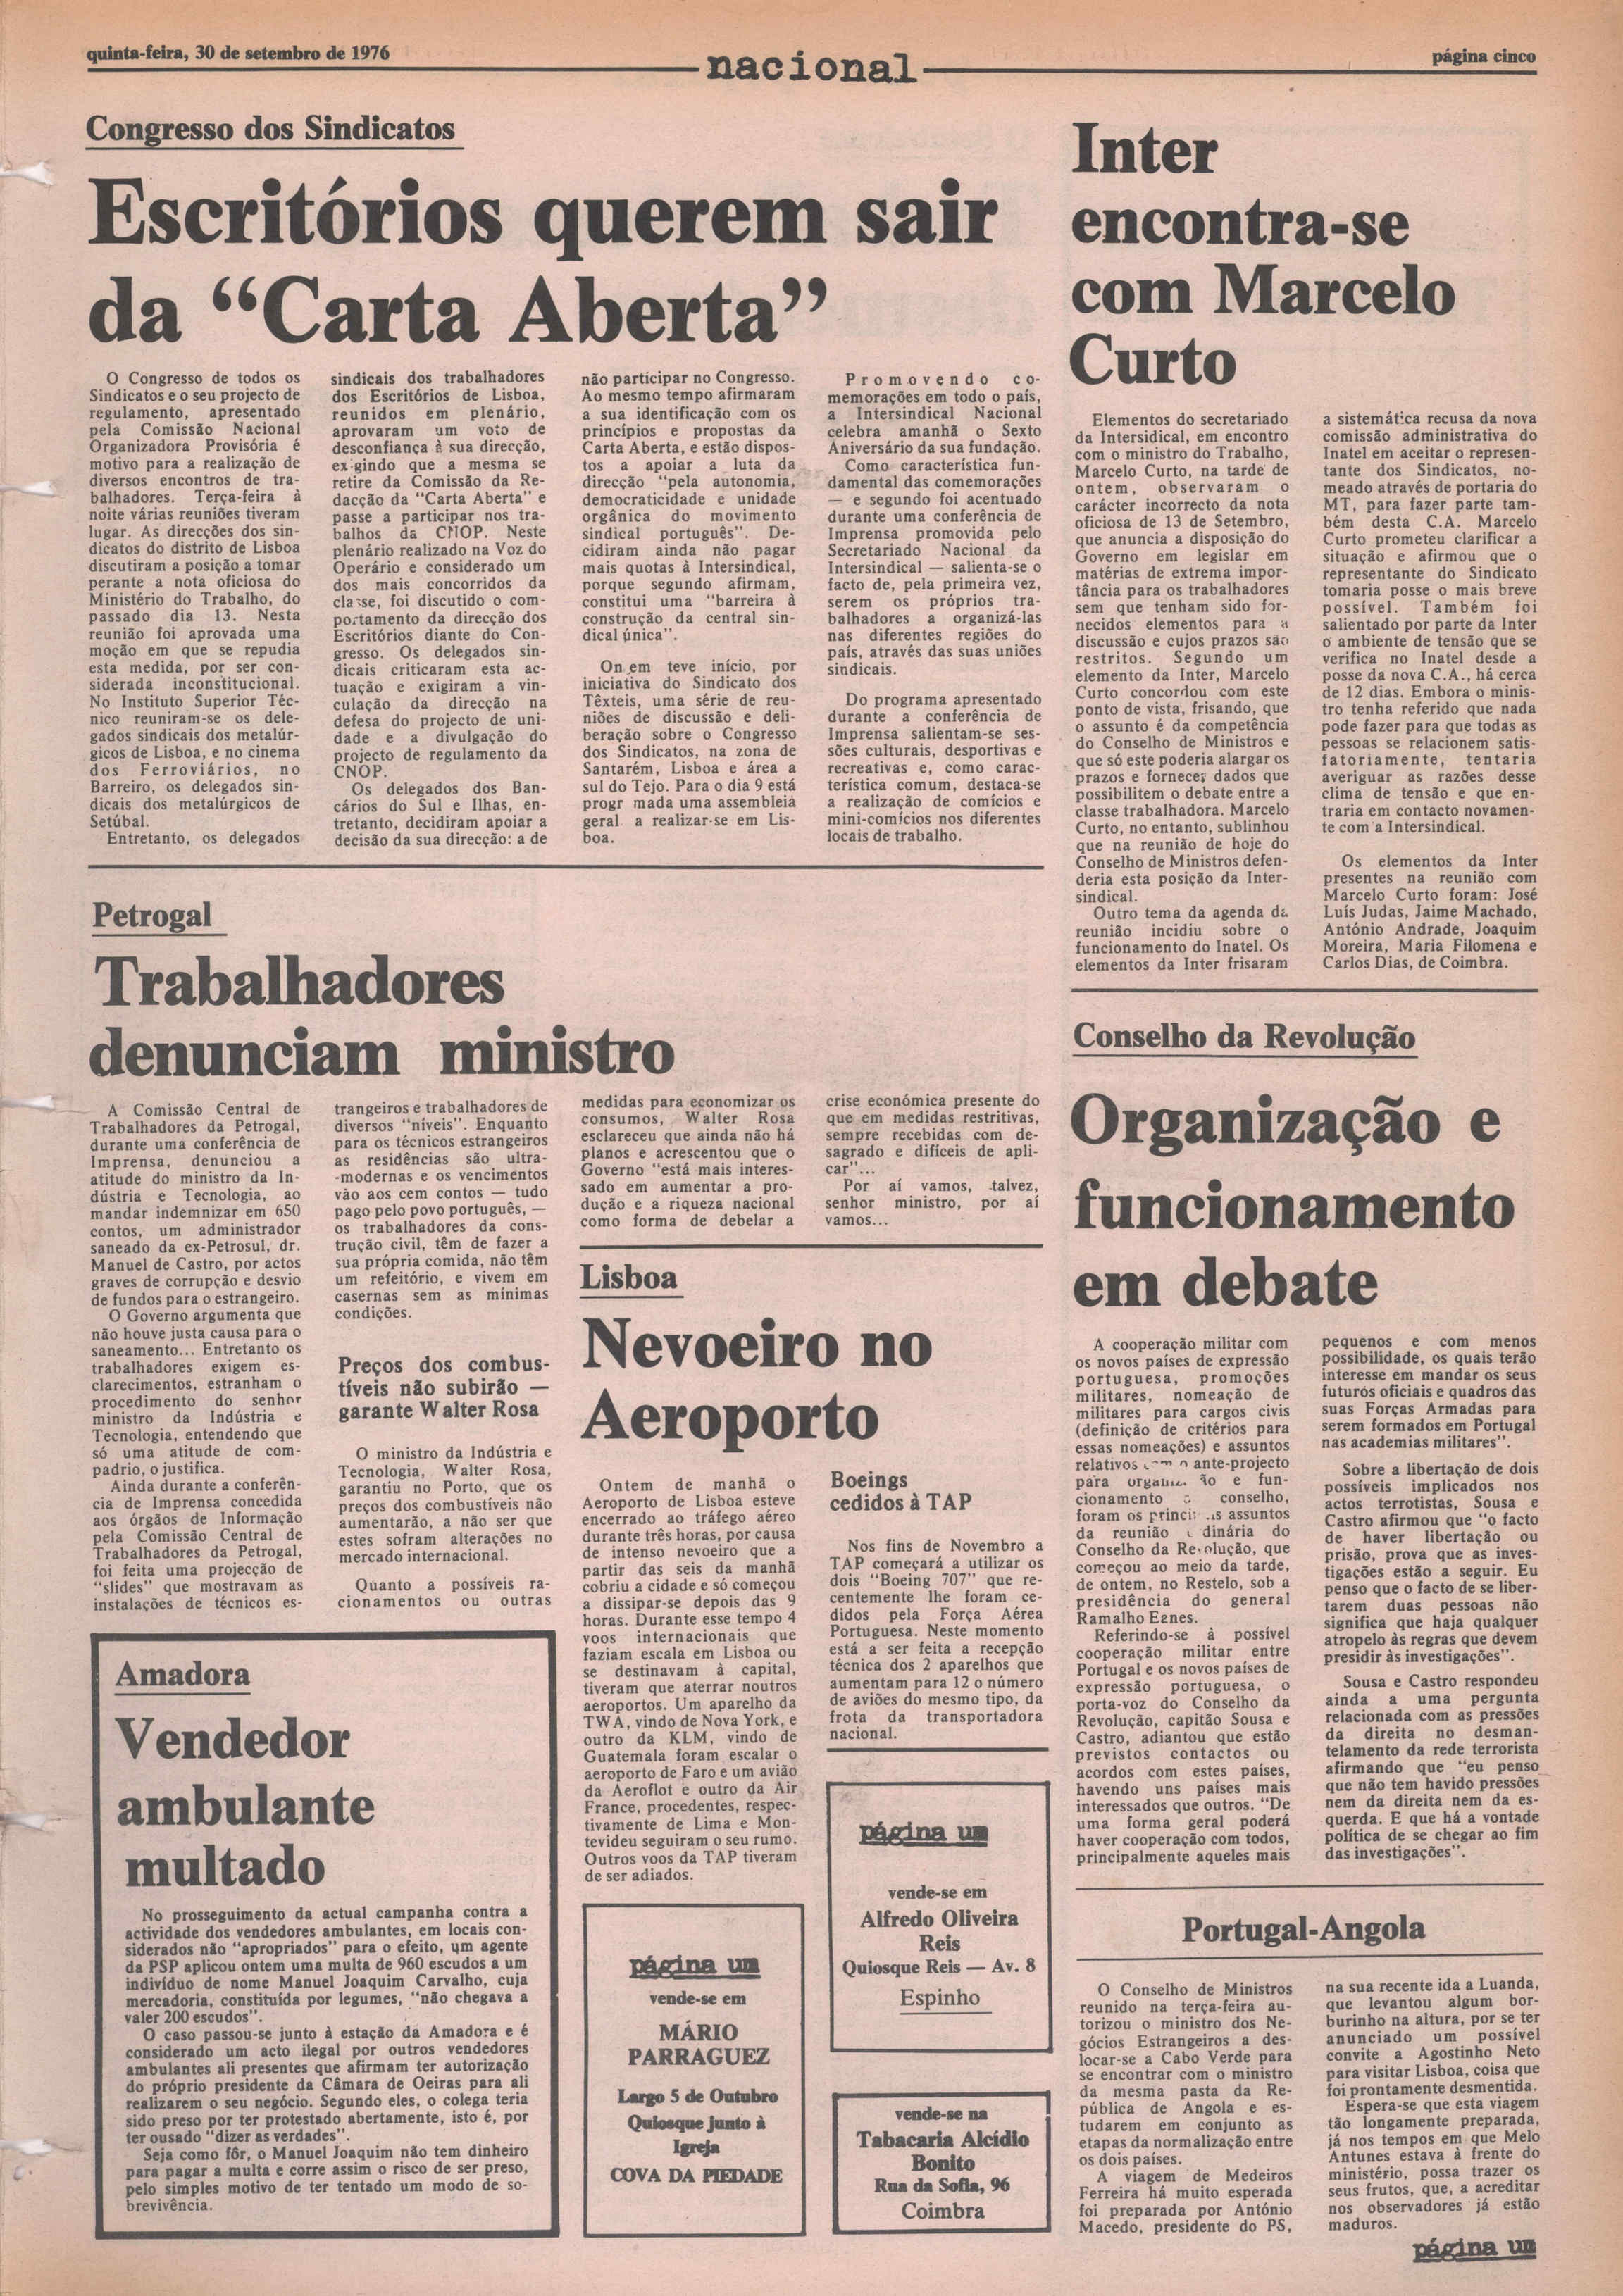 quinta-feira, 30 de setembro de 1976
nacional
página cinco
Congresso dos Sindicatos
Escritórios querem sair
da “Carta Aberta”
O Congresso de todos os
Sindicatos e o seu projecto de
regulamento, apresentado
pela Comissão Nacional
Organizadora Provisória é
motivo para a realização de
diversos encontros de tra-
balhadores. Terça-feira à
noite várias reuniões tiveram
lugar. As direcções dos sin-
dicatos do distrito de Lisboa
discutiram a posição a tomar
perante a nota oficiosa do
Ministério do Trabalho, do
passado dia 13. Nesta
reunião foi aprovada uma
moção em que se repudia
esta medida, por ser con-
siderada inconstitucional.
No Instituto Superior Téc-
nico reuniram-se os dele-
gados sindicais dos metalúr-
gicos de Lisboa, e no cinema
dos Ferroviários, no
Barreiro, os delegados sin-
dicais dos metalúrgicos de
Setúbal.
Entretanto, os delegados
sindicais dos trabalhadores
dos Escritórios de Lisboa,
reunidos em plenário,
aprovaram um voto de
desconfiança à sua direcção,
exigindo que a mesma se
retire da Comissão da Re-
dacção da “Carta Aberta” e
passe a participar nos tra-
balhos da CNOP. Neste
plenário realizado na Voz do
Operário e considerado um
dos mais concorridos da
classe, foi discutido o com-
portamento da direcção dos
Escritórios diante do Con-
gresso. Os delegados sin-
dicais criticaram esta ac-
tuação e exigiram a vin-
culação da direcção na
defesa do projecto de uni-
dade e a divulgação do
projecto de regulamento da
CNOP.
Os delegados dos Ban-
cários do Sul e Ilhas, en-
tretanto, decidiram apoiar a
decisão da sua direcção: a de
não participar no Congresso.
Ao mesmo tempo afirmaram
a sua identificação com os
princípios e propostas da
Carta Aberta, e estão dispos-
tos a apoiar a luta da
direcção “pela autonomia,
democraticidade e unidade
orgânica do movimento
sindical português”. De-
cidiram ainda não pagar
mais quotas à Intersindical,
porque segundo afirmam,
constitui uma “barreira à
construção da central sin-
dical única”.
On em teve início, por
iniciativa do Sindicato dos
Têxteis, uma série de reu-
niões de discussão e deli-
beração sobre o Congresso
dos Sindicatos, na zona de
Santarém, Lisboa e área a
sul do Tejo. Para o dia 9 está
progr mada uma assembleia
geral a realizar-se em Lis-
boa.
Promovendo co-
memorações em todo o país,
a Intersindical Nacional
celebra amanhã o Sexto
Aniversário da sua fundação.
Como característica fun-
damental das comemorações
— e segundo foi acentuado
durante uma conferência de
Imprensa promovida pelo
Secretariado Nacional da
Intersindical — salienta-se o
facto de, pela primeira vez,
serem os próprios tra-
balhadores a organizá-las
nas diferentes regiões do
país, através das suas uniões
sindicais.
Do programa apresentado
durante a conferência de
Imprensa salientam-se ses-
sões culturais, desportivas e
recreativas e, como carac-
terística comum, destaca-se
a realização de comícios e
mini-comícios nos diferentes
locais de trabalho.
Inter
encontra-se
com Marcelo
Curto
Elementos do secretariado
da Intersidical, em encontro
com o ministro do Trabalho,
Marcelo Curto, na tarde de
ontem, observaram o
carácter incorrecto da nota
oficiosa de 13 de Setembro,
que anuncia a disposição do
Governo em legislar em
matérias de extrema impor-
tância para os trabalhadores
sem que tenham sido for-
necidos elementos para a
discussão e cujos prazos são
restritos. Segundo um
elemento da Inter, Marcelo
Curto concordou com este
ponto de vista, frisando, que
o assunto é da competência
do Conselho de Ministros e
que só este poderia alargar os
prazos e fornecer dados que
possibilitem o debate entre a
classe trabalhadora. Marcelo
Curto, no entanto, sublinhou
que na reunião de hoje do
Conselho de Ministros defen-
deria esta posição da Inter-
sindical.
Outro tema da agenda da
reunião incidiu sobre o
funcionamento do Inatel. Os
elementos da Inter frisaram
a sistemática recusa da nova
comissão administrativa do
Inatel em aceitar o represen-
tante dos Sindicatos, no-
meado através de portaria do
MT, para fazer parte tam-
bém desta C.A. Marcelo
Curto prometeu clarificar a
situação e afirmou que o
representante do Sindicato
tomaria posse o mais breve
possível. Também foi
salientado por parte da Inter
o ambiente de tensão que se
verifica no Inatel desde a
posse da nova C.A., há cerca
de 12 dias. Embora o minis-
tro tenha referido que nada
pode fazer para que todas as
pessoas se relacionem satis-
fatoriamente, tentaria
averiguar as razões desse
clima de tensão e que en-
traria em contacto novamen-
te com a Intersindical.
Os elementos da Inter
presentes na reunião com
Marcelo Curto foram: José
Luís Judas, Jaime Machado,
António Andrade, Joaquim
Moreira, Maria Filomena e
Carlos Dias, de Coimbra.
Petrogal
Trabalhadores
denunciam ministro
A Comissão Central de
Trabalhadores da Petrogal,
durante uma conferência de
Imprensa, denunciou a
atitude do ministro da In-
dústria e Tecnologia, ao
mandar indemnizar em 650
contos, um administrador
saneado da ex-Petrosul, dr.
Manuel de Castro, por actos
graves de corrupção e desvio
de fundos para o estrangeiro.
O Governo argumenta que
não houve justa causa para o
saneamento... Entretanto os
trabalhadores exigem es-
clarecimentos, estranham o
procedimento do senhor
ministro da Indústria e
Tecnologia, entendendo que
só uma atitude de com-
padrio, o justifica.
Ainda durante a conferên-
cia de Imprensa concedida
aos órgãos de Informação
pela Comissão Central de
Trabalhadores da Petrogal,
foi feita uma projecção de
“slides” que mostravam as
instalações de técnicos es-
trangeiros e trabalhadores de
diversos “níveis”. Enquanto
para os técnicos estrangeiros
as residências são ultra-
-modernas e os vencimentos
vão aos cem contos — tudo
pago pelo povo português, —
os trabalhadores da cons-
trução civil, têm de fazer a
sua própria comida, não têm
um refeitório, e vivem em
casernas sem as mínimas
condições.
Preços dos combus-
tíveis não subirão —
garante Walter Rosa
O ministro da Indústria e
Tecnologia, Walter Rosa,
garantiu no Porto, que os
preços dos combustíveis não
aumentarão, a não ser que
estes sofram alterações no
mercado internacional.
Quanto a possíveis ra-
cionamentos ou outras
medidas para economizar os
consumos, Walter Rosa
esclareceu que ainda não há
planos e acrescentou que o
Governo “está mais interes-
sado em aumentar a pro-
dução e a riqueza nacional
como forma de debelar a
crise económica presente do
que em medidas restritivas,
sempre recebidas com de-
sagrado e difíceis de apli-
car”...
Por aí vamos, talvez,
senhor ministro, por aí
vamos...
Lisboa
Nevoeiro no
Aeroporto
Ontem de manhã o
Aeroporto de Lisboa esteve
encerrado ao tráfego aéreo
durante três horas, por causa
de intenso nevoeiro que a
partir das seis da manhã
cobriu a cidade e só começou
a dissipar-se depois das 9
horas. Durante esse tempo 4
voos internacionais que
faziam escala em Lisboa ou
se destinavam à capital,
tiveram que aterrar noutros
aeroportos. Um aparelho da
TWA, vindo de Nova York, e
outro da KLM, vindo de
Guatemala foram escalar o
aeroporto de Faro e um avião
da Aeroflot e outro da Air
France, procedentes, respec-
tivamente de Lima e Mon-
tevideu seguiram o seu rumo.
Outros voos da TAP tiveram
de ser adiados.
Boeings
cedidos à TAP
Nos fins de Novembro a
TAP começará a utilizar os
dois “Boeing 707” que re-
centemente lhe foram ce-
didos pela Força Aérea
Portuguesa. Neste momento
está a ser feita a recepção
técnica dos 2 aparelhos que
aumentam para 12 o número
de aviões do mesmo tipo, da
frota da transportadora
nacional.
Conselho da Revolução
Organização e
funcionamento
em debate
A cooperação militar com
os novos países de expressão
portuguesa, promoções
militares, nomeação de
militares para cargos civis
(definição de critérios para
essas nomeações) e assuntos
relativos o ante-projecto
para e fun-
cionamento conselho,
foram os assuntos
da reunião dinária do
Conselho da Revolução, que
começou ao meio da tarde,
de ontem, no Restelo, sob a
presidência do general
Ramalho Eanes.
Referindo-se à possível
cooperação militar entre
Portugal e os novos países de
expressão portuguesa, o
porta-voz do Conselho da
Revolução, capitão Sousa e
Castro, adiantou que estão
previstos contactos ou
acordos com estes países,
havendo uns países mais
interessados que outros. “De
uma forma geral poderá
haver cooperação com todos,
principalmente aqueles mais
pequenos e com menos
possibilidade, os quais terão
interesse em mandar os seus
futuros oficiais e quadros das
suas Forças Armadas para
serem formados em Portugal
nas academias militares”.
Sobre a libertação de dois
possíveis implicados nos
actos terroristas, Sousa e
Castro afirmou que “o facto
de haver libertação ou
prisão, prova que as inves-
tigações estão a seguir. Eu
penso que o facto de se liber-
tarem duas pessoas não
significa que haja qualquer
atropelo às regras que devem
presidir às investigações”.
Sousa e Castro respondeu
ainda a uma pergunta
relacionada com as pressões
da direita no desman-
telamento da rede terrorista
afirmando que “eu penso
que não tem havido pressões
nem da direita nem da es-
querda. E que há a vontade
política de se chegar ao fim
das investigações”.
Amadora
Vendedor
ambulante
multado
No prosseguimento da actual campanha contra a
actividade dos vendedores ambulantes, em locais con-
siderados não “apropriados” para o efeito, um agente
da PSP aplicou ontem uma multa de 960 escudos a um
indivíduo de nome Manuel Joaquim Carvalho, cuja
mercadoria, constituída por legumes, “não chegava a
valer 200 escudos”.
O caso passou-se junto à estação da Amadora e é
considerado um acto ilegal por outros vendedores
ambulantes ali presentes que afirmam ter autorização
do próprio presidente da Câmara de Oeiras para ali
realizarem o seu negócio. Segundo eles, o colega teria
sido preso por ter protestado abertamente, isto é, por
ter ousado “dizer as verdades”.
Seja como fôr, o Manuel Joaquim não tem dinheiro
para pagar a multa e corre assim o risco de ser preso,
pelo simples motivo de ter tentado um modo de so-
brevivência.
página um
vende-se em
MÁRIO
PARRAGUEZ
Largo 5 de Outubro
Quiosque junto à
Igreja
COVA DA PIEDADE
página um
vende-se em
Alfredo Oliveira
Reis
Quiosque Reis — Av. 8
Espinho
vende-se na
Tabacaria Alcídio
Bonito
Rua da Sofia, 96
Coimbra
Portugal-Angola
O Conselho de Ministros
reunido na terça-feira au-
torizou o ministro dos Ne-
gócios Estrangeiros a des-
locar-se a Cabo Verde para
se encontrar com o ministro
da mesma pasta da Re-
pública de Angola e es-
tudarem em conjunto as
etapas da normalização entre
os dois países.
A viagem de Medeiros
Ferreira há muito esperada
foi preparada por António
Macedo, presidente do PS,
na sua recente ida a Luanda,
que levantou algum bor-
burinho na altura, por se ter
anunciado um possível
convite a Agostinho Neto
para visitar Lisboa, coisa que
foi prontamente desmentida.
Espera-se que esta viagem
tão longamente preparada,
já nos tempos em que Melo
Antunes estava à frente do
ministério, possa trazer os
seus frutos, que, a acreditar
nos observadores já estão
maduros.
página um